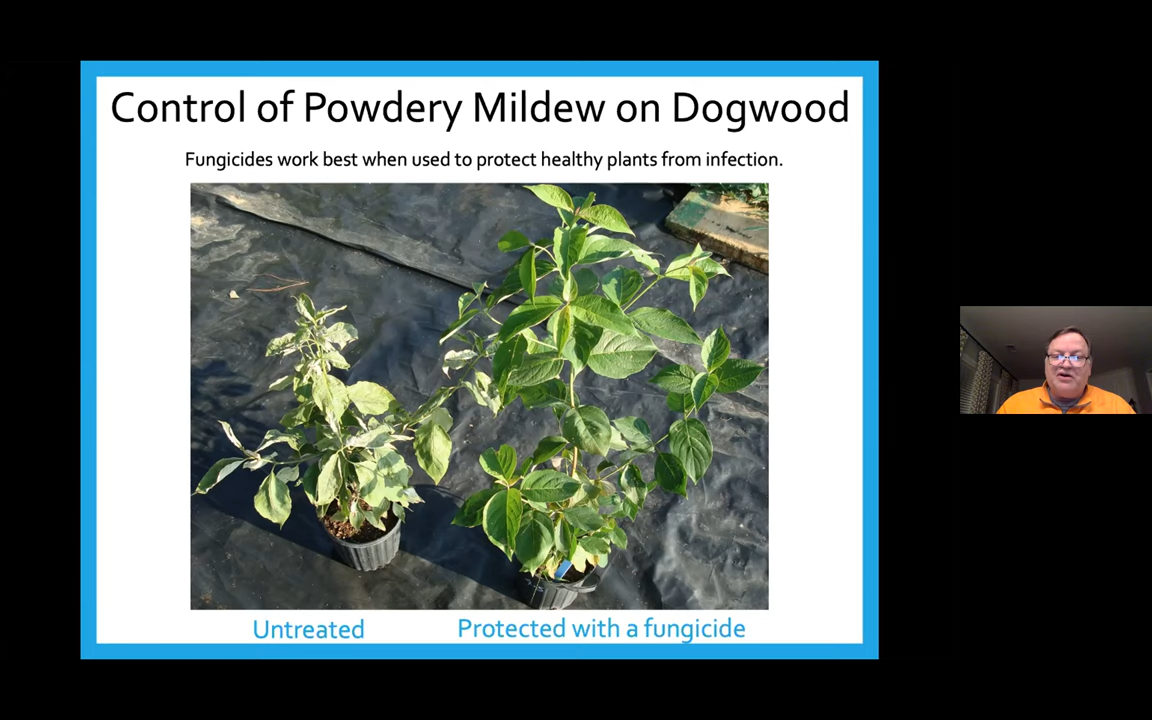 Control of Powdery Mildew on Dogwood
Fungicides work best when used to protect healthy plants from infection.
Untreated
Protected with a fungicide